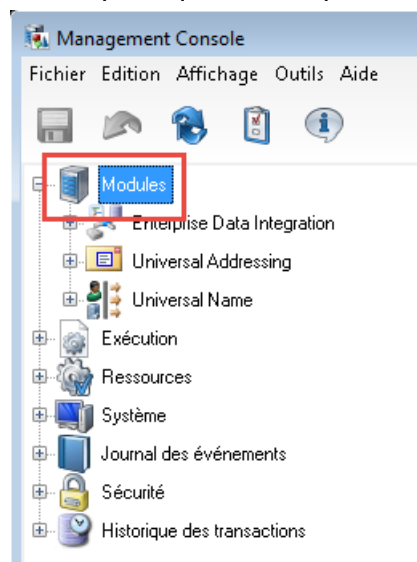 Management Console
Fichier Edition Affichage Outils Aide
Modules
Enterprise Data Integration
Universal Addressing
Universal Name
Exécution
Ressources
Système
Journal des événements
Sécurité
Historique des transactions